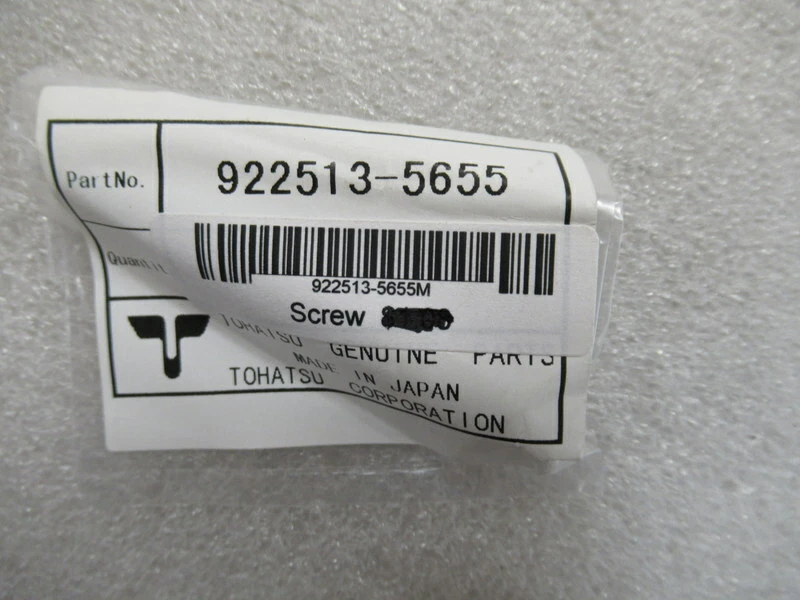 PartNo. 922513-5655
922513-5655M
Screw
TOHATSU GENUINE PARTS
MADE IN JAPAN
TOHATSU CORPORATION